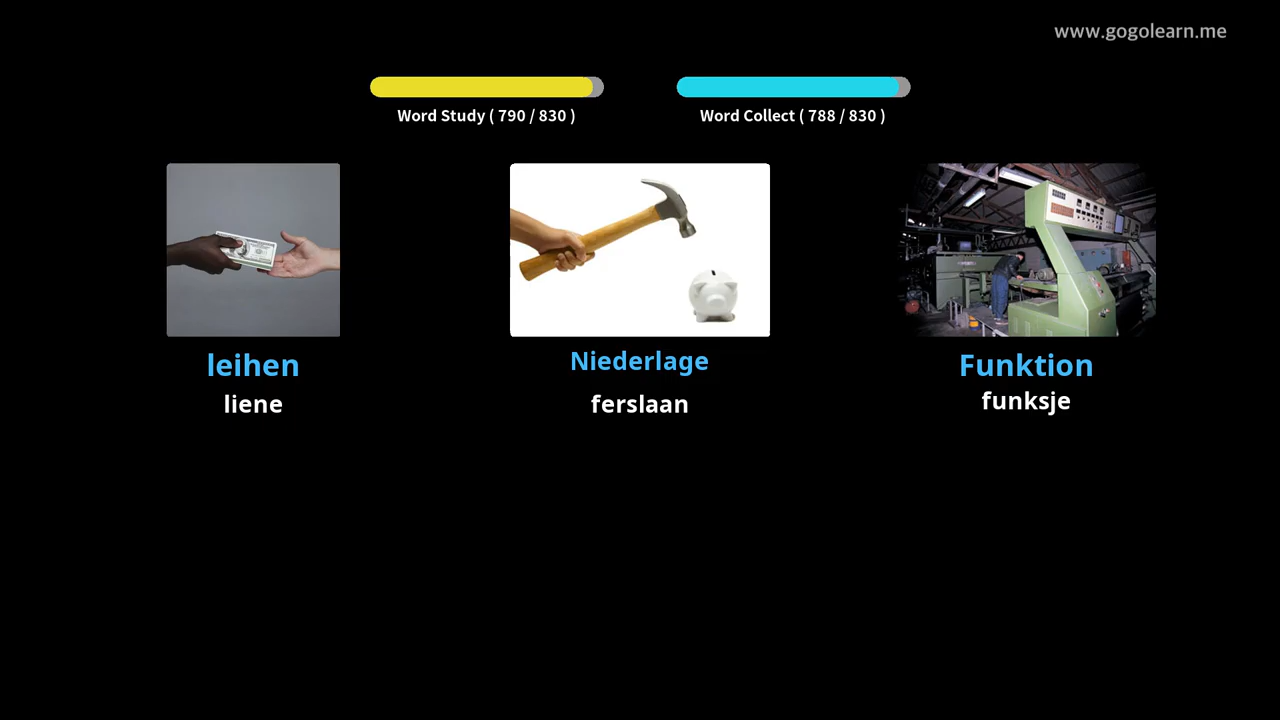 www.gogolearn.me
Word Study ( 790 / 830 )
Word Collect ( 788 / 830 )
leihen
liene
Niederlage
ferslaan
Funktion
funksje